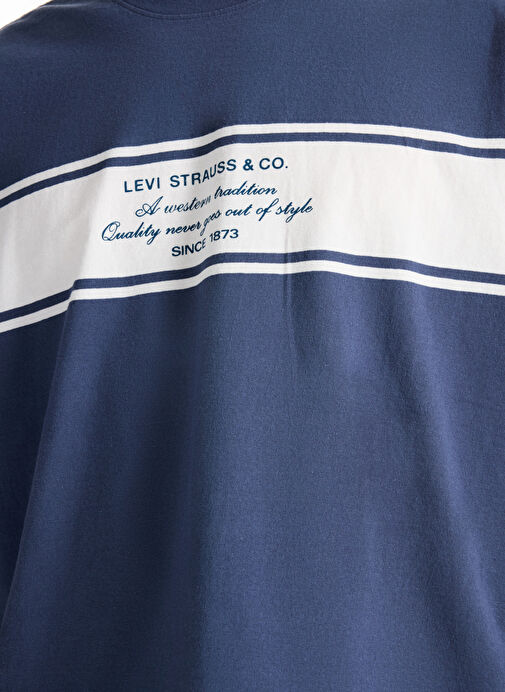 LEVI STRAUSS & CO.
A western tradition
Quality never goes out of style
SINCE 1873